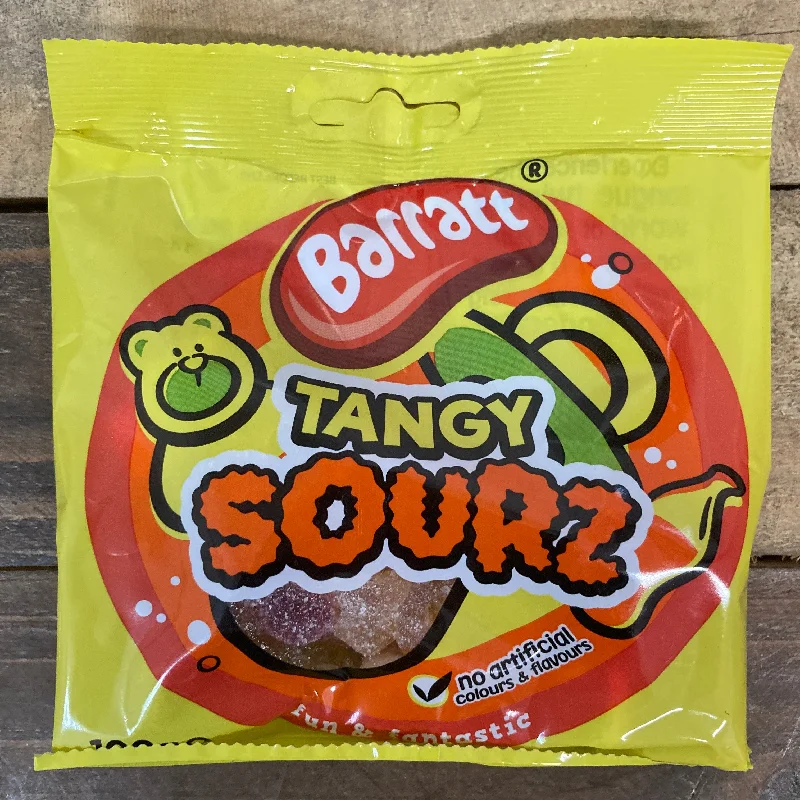 Barratt®
TANGY
SOURZ
no artificial
colours & flavours
fun & fantastic